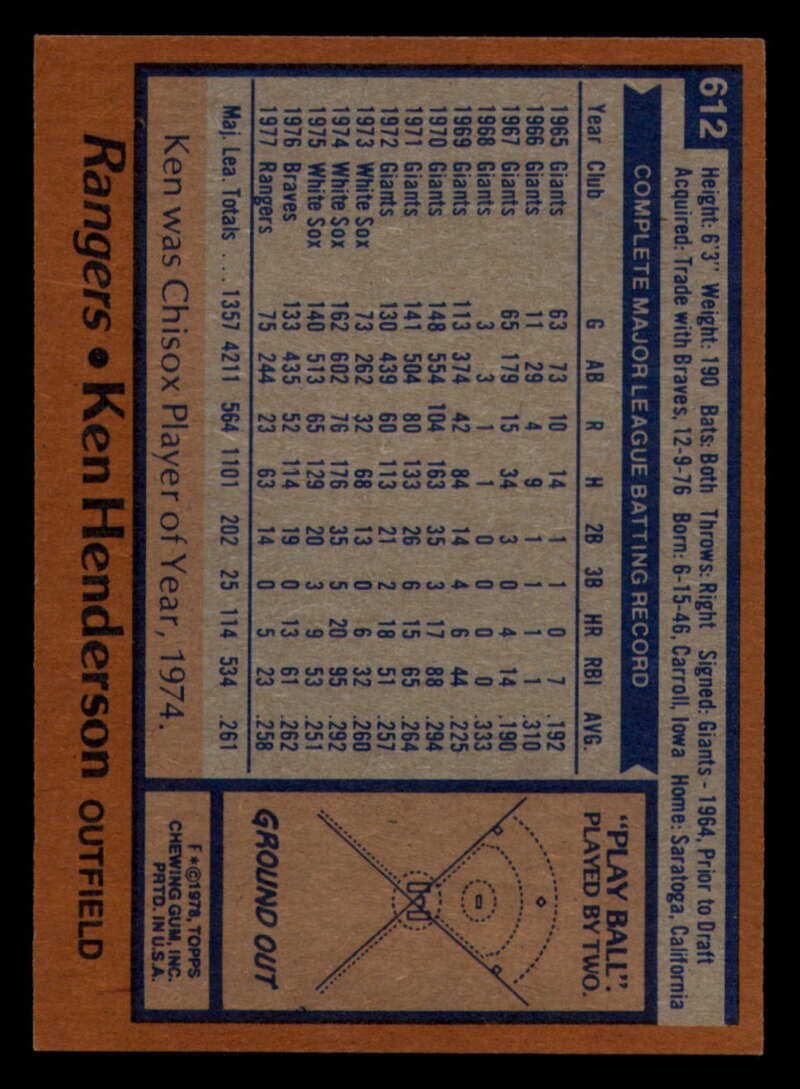 612
Height: 6'3" Weight: 190 Bats: Both Throws: Right Signed: Giants - 1964, Prior to Draft
Acquired: Trade with Braves, 12-9-76 Born: 6-15-46, Carroll, Iowa Home: Saratoga, California
COMPLETE MAJOR LEAGUE BATTING RECORD
Year Club G AB R H 2B 3B HR RBI AVG.
1965 Giants 63 73 10 14 1 1 0 7 .192
1966 Giants 11 29 4 9 1 1 1 1 .310
1967 Giants 65 179 15 34 3 0 4 14 .190
1968 Giants 3 3 1 1 0 0 0 0 .333
1969 Giants 113 374 42 84 14 4 6 44 .225
1970 Giants 148 554 104 163 35 3 17 88 .294
1971 Giants 141 504 80 133 26 6 15 65 .264
1972 Giants 130 439 60 113 21 2 18 51 .257
1973 White Sox 73 262 32 68 13 0 6 32 .260
1974 White Sox 162 602 76 176 35 5 20 95 .292
1975 White Sox 140 513 65 129 20 3 9 53 .251
1976 Braves 133 435 52 114 19 0 13 61 .262
1977 Rangers 75 244 23 63 14 0 5 23 .258
Maj. Lea. Totals ... 1357 4211 564 1101 202 25 114 534 .261
Ken was Chisox Player of Year, 1974.
"PLAY BALL".
PLAYED BY TWO.
GROUND OUT
F*©1978, TOPPS
CHEWING GUM, INC.
PRTD. IN U.S.A.
Rangers • Ken Henderson OUTFIELD